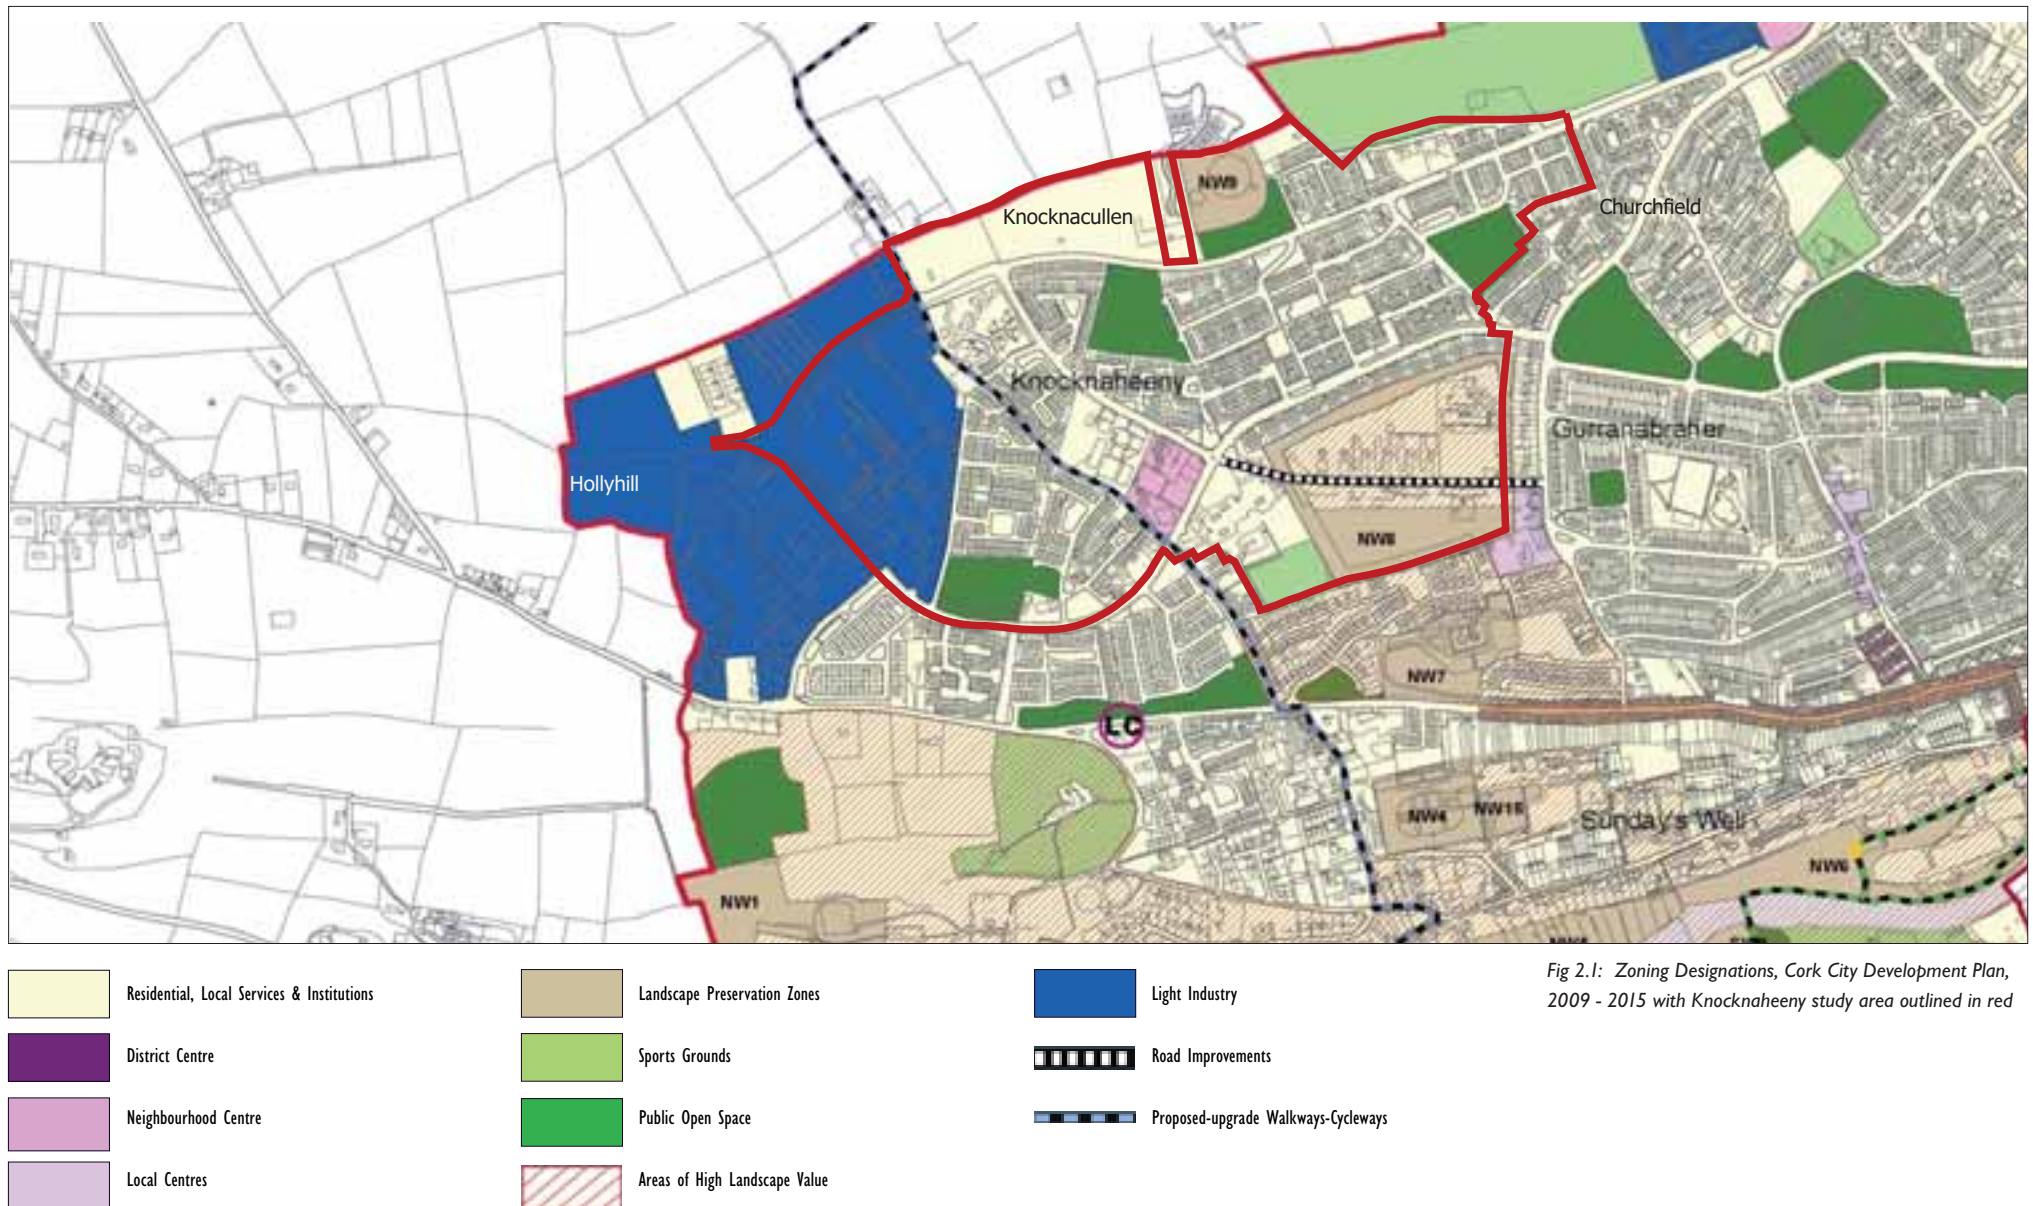 NW9
Knocknacullen
Churchfield
Knocknaheeny
Gurranabraher
Hollyhill
NW8
NW7
LC
NW4
NW15
Sunday's Well
NW6
NW1
Residential, Local Services & Institutions
District Centre
Neighbourhood Centre
Local Centres
Landscape Preservation Zones
Sports Grounds
Public Open Space
Areas of High Landscape Value
Light Industry
Road Improvements
Proposed-upgrade Walkways-Cycleways
Fig 2.1: Zoning Designations, Cork City Development Plan,
2009 - 2015 with Knocknaheeny study area outlined in red